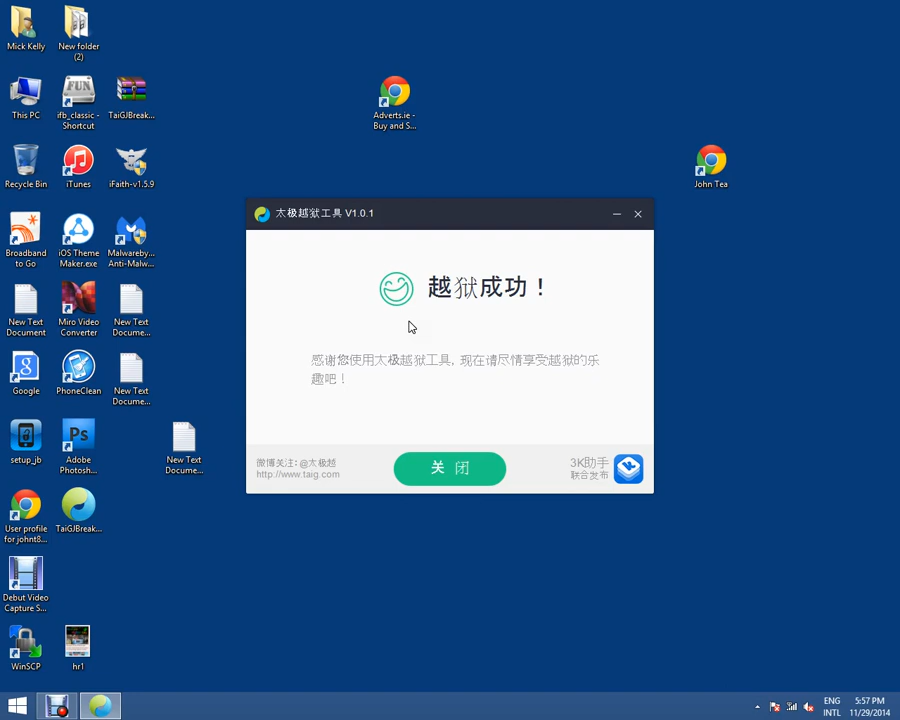 Mick Kelly
New folder
(2)
This PC
ifb_classic -
Shortcut
TaiGJBreak...
Adverts.ie -
Buy and S...
Recycle Bin
iTunes
iFaith-v1.5.9
John Tea
Broadband
to Go
iOS Theme
Maker.exe
Malwareby...
Anti-Malw...
太极越狱工具 V1.0.1
越狱成功！
感谢您使用太极越狱工具, 现在请尽情享受越狱的乐
趣吧！
微博关注: @太极越
http://www.taig.com
关 闭
3K助手
联合发布
New Text
Document
Miro Video
Converter
New Text
Docume...
Google
PhoneClean
New Text
Docume...
setup_jb
Ps
Adobe
Photosh...
New Text
Docume...
User profile
for johnt8...
TaiGJBreak...
Debut Video
Capture S...
WinSCP
hr1
ENG
INTL
5:57 PM
11/29/2014
FUN